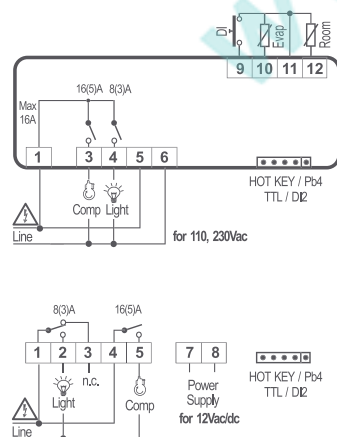 DI
Evap
Room
9 10 11 12
16(5)A 8(3)A
Max
16A
1 3 4 5 6
HOT KEY / Pb4
TTL / DI2
Comp Light
Line
for 110, 230Vac
8(3)A 16(5)A
1 2 3 4 5 7 8
n.c.
HOT KEY / Pb4
TTL / DI2
Light
Comp
Power
Supply
for 12Vac/dc
Line